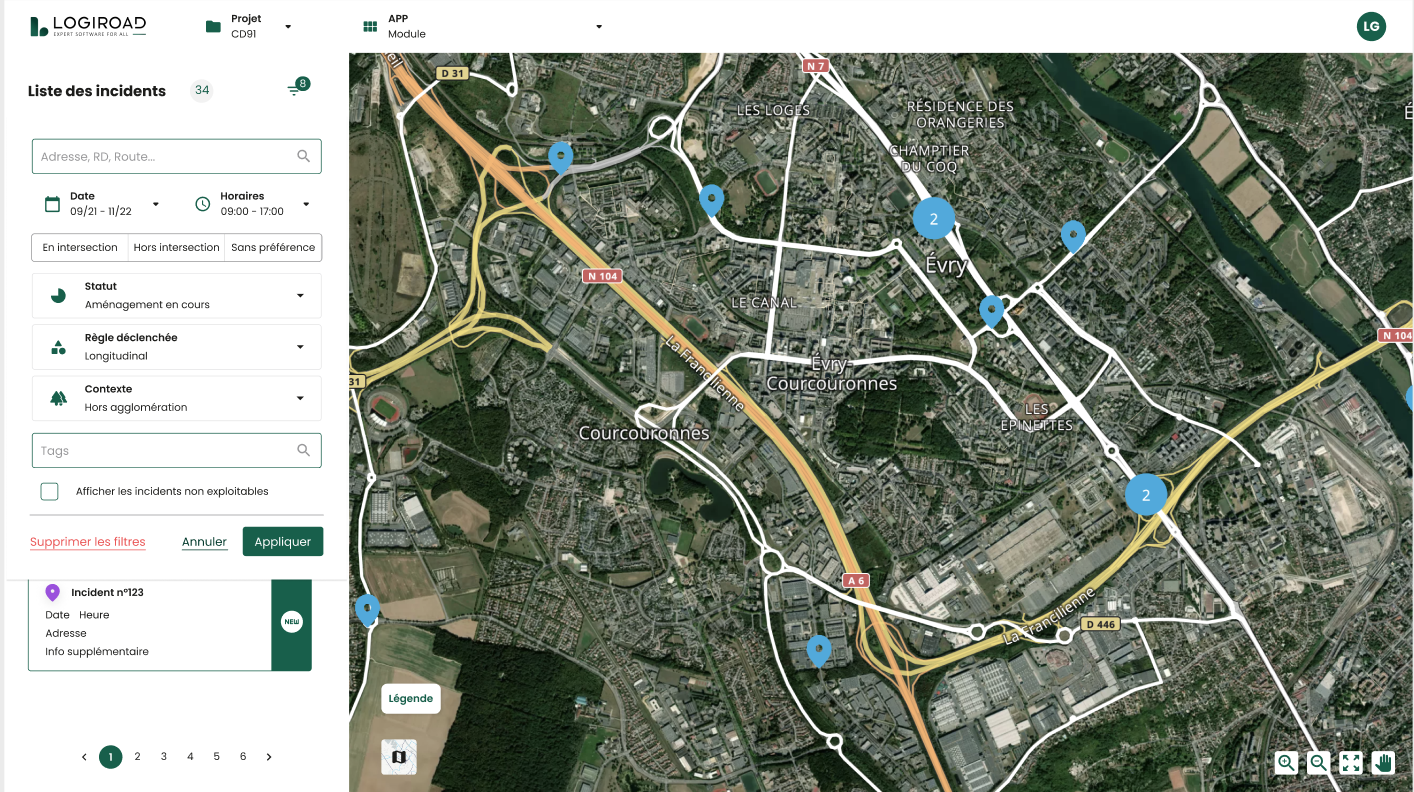 LOGIROAD
EXPERT SOFTWARE FOR ALL
Projet
CD91
APP
Module
LG
Liste des incidents
34
8
Adresse, RD, Route...
Date
09/21 - 11/22
Horaires
09:00 - 17:00
En intersection
Hors intersection
Sans préférence
Statut
Aménagement en cours
Règle déclenchée
Longitudinal
Contexte
Hors agglomération
Tags
Afficher les incidents non exploitables
Supprimer les filtres
Annuler
Appliquer
Incident n°123
Date Heure
Adresse
Info supplémentaire
NEW
1 2 3 4 5 6
eil
D 31
N 7
LES LOGES
RÉSIDENCE DES
ORANGERIES
CHAMPTIER
DU COQ
É
2
Évry
N 104
LE CANAL
La Francilienne
N 104
31
Évry
Courcouronnes
LES
EPINETTES
Courcouronnes
2
A 6
La Francilienne
D 446
Légende